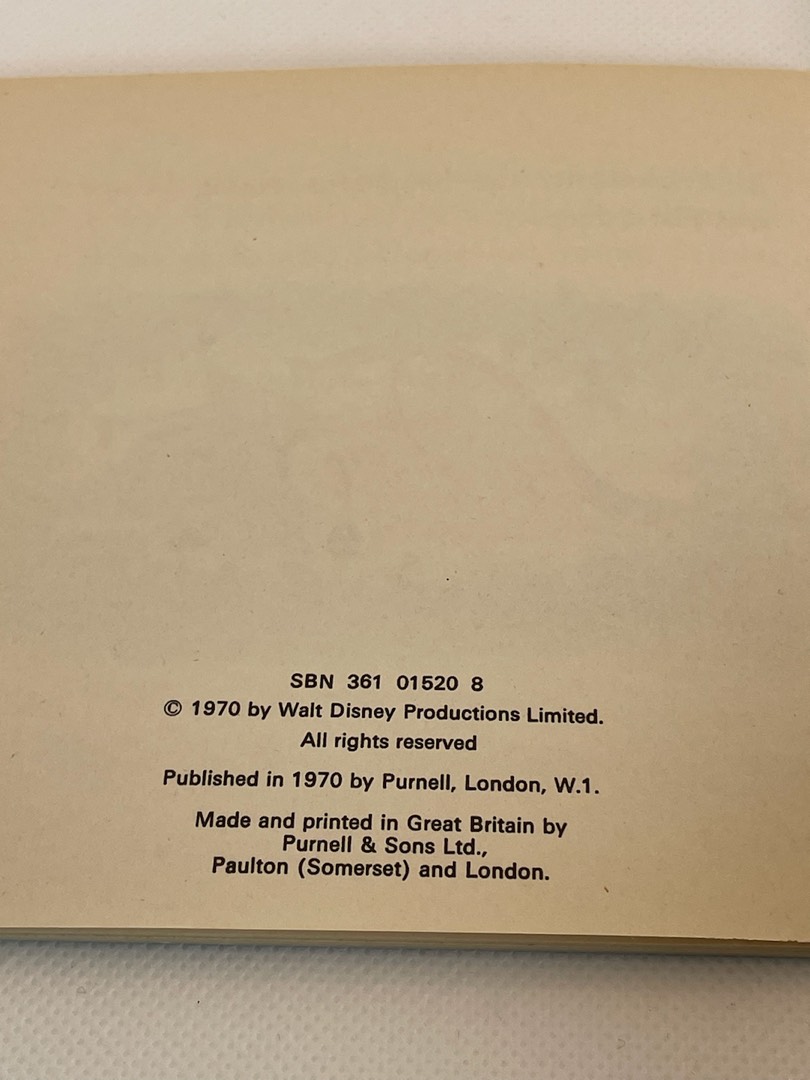 SBN 361 01520 8
© 1970 by Walt Disney Productions Limited.
All rights reserved
Published in 1970 by Purnell, London, W.1.
Made and printed in Great Britain by
Purnell & Sons Ltd.,
Paulton (Somerset) and London.